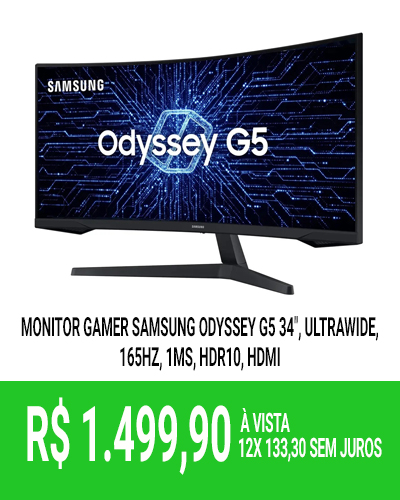 SAMSUNG
Odyssey G5
SAMSUNG
MONITOR GAMER SAMSUNG ODYSSEY G5 34", ULTRAWIDE,
165HZ, 1MS, HDR10, HDMI
R$ 1.499,90
À VISTA
12X 133,30 SEM JUROS